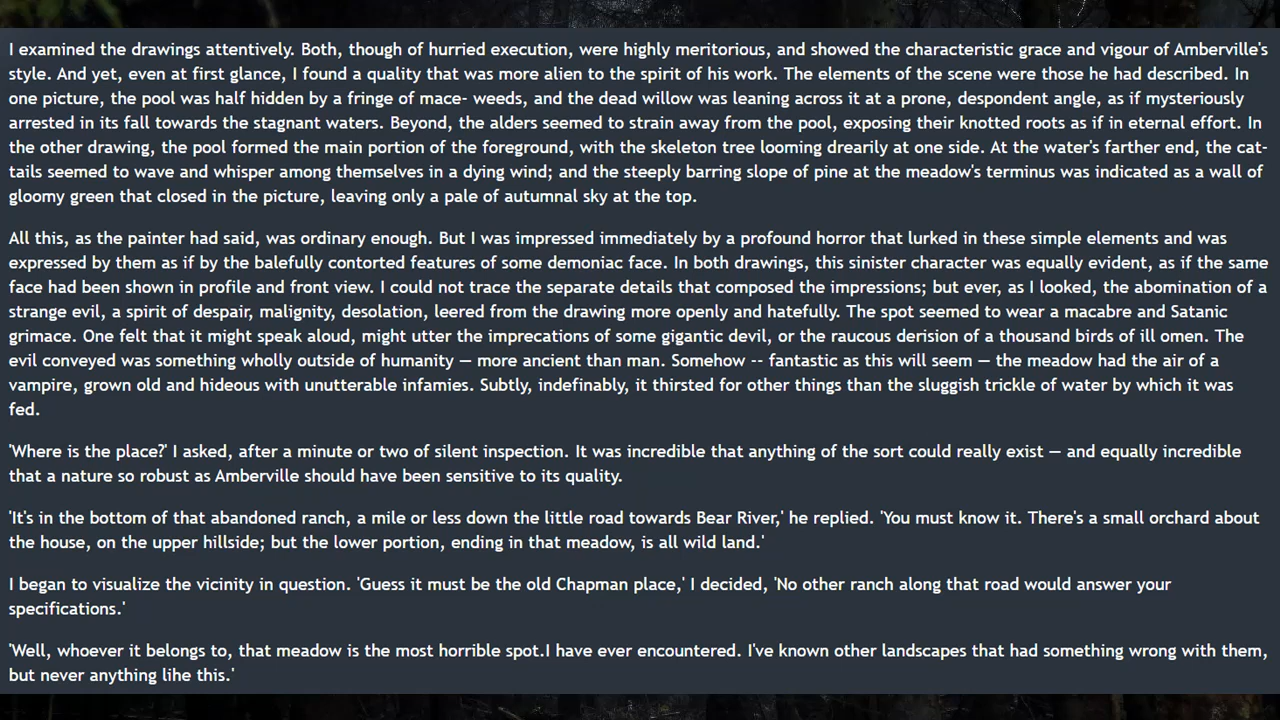 I examined the drawings attentively. Both, though of hurried execution, were highly meritorious, and showed the characteristic grace and vigour of Amberville's
style. And yet, even at first glance, I found a quality that was more alien to the spirit of his work. The elements of the scene were those he had described. In
one picture, the pool was half hidden by a fringe of mace- weeds, and the dead willow was leaning across it at a prone, despondent angle, as if mysteriously
arrested in its fall towards the stagnant waters. Beyond, the alders seemed to strain away from the pool, exposing their knotted roots as if in eternal effort. In
the other drawing, the pool formed the main portion of the foreground, with the skeleton tree looming drearily at one side. At the water's farther end, the cat-
tails seemed to wave and whisper among themselves in a dying wind; and the steeply barring slope of pine at the meadow's terminus was indicated as a wall of
gloomy green that closed in the picture, leaving only a pale of autumnal sky at the top.
All this, as the painter had said, was ordinary enough. But I was impressed immediately by a profound horror that lurked in these simple elements and was
expressed by them as if by the balefully contorted features of some demoniac face. In both drawings, this sinister character was equally evident, as if the same
face had been shown in profile and front view. I could not trace the separate details that composed the impressions; but ever, as I looked, the abomination of a
strange evil, a spirit of despair, malignity, desolation, leered from the drawing more openly and hatefully. The spot seemed to wear a macabre and Satanic
grimace. One felt that it might speak aloud, might utter the imprecations of some gigantic devil, or the raucous derision of a thousand birds of ill omen. The
evil conveyed was something wholly outside of humanity — more ancient than man. Somehow -- fantastic as this will seem — the meadow had the air of a
vampire, grown old and hideous with unutterable infamies. Subtly, indefinably, it thirsted for other things than the sluggish trickle of water by which it was
fed.
'Where is the place?' I asked, after a minute or two of silent inspection. It was incredible that anything of the sort could really exist — and equally incredible
that a nature so robust as Amberville should have been sensitive to its quality.
'It's in the bottom of that abandoned ranch, a mile or less down the little road towards Bear River,' he replied. 'You must know it. There's a small orchard about
the house, on the upper hillside; but the lower portion, ending in that meadow, is all wild land.'
I began to visualize the vicinity in question. 'Guess it must be the old Chapman place,' I decided, 'No other ranch along that road would answer your
specifications.'
'Well, whoever it belongs to, that meadow is the most horrible spot.I have ever encountered. I've known other landscapes that had something wrong with them,
but never anything like this.'